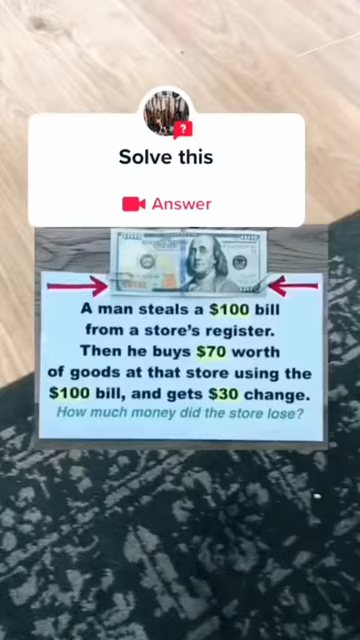 Solve this
Answer
A man steals a $100 bill
from a store's register.
Then he buys $70 worth
of goods at that store using the
$100 bill, and gets $30 change.
How much money did the store lose?